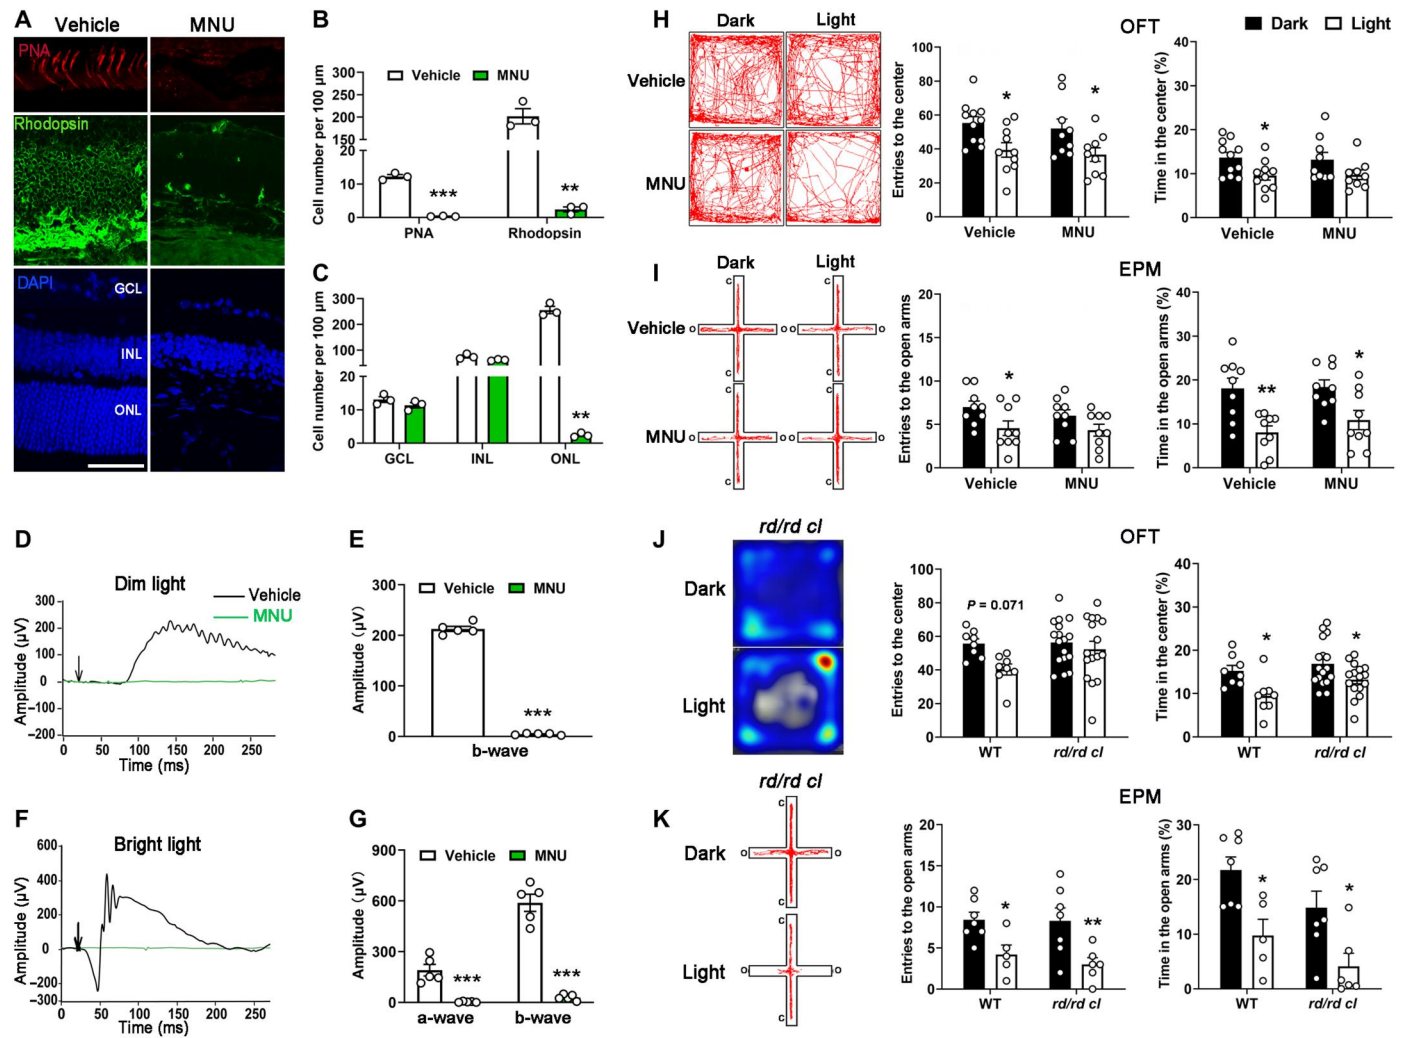 A
Vehicle
MNU
PNA
Rhodopsin
DAPI
GCL
INL
ONL
B
Cell number per 100 μm
Vehicle
MNU
300
200
100
20
10
0
***
**
PNA
Rhodopsin
C
Cell number per 100 μm
300
200
100
20
10
0
**
GCL
INL
ONL
D
Dim light
Vehicle
MNU
Amplitude (μV)
300
200
100
0
−100
−200
0
50
100
150
200
250
Time (ms)
E
Vehicle
MNU
Amplitude (μV)
300
200
100
0
***
b-wave
F
Bright light
Amplitude (μV)
600
400
200
0
−200
−300
0
50
100
150
200
250
Time (ms)
G
Vehicle
MNU
Amplitude (μV)
900
600
300
0
***
***
a-wave
b-wave
H
Dark
Light
Vehicle
MNU
OFT
Dark
Light
Entries to the center
100
80
60
40
20
0
*
*
Vehicle
MNU
Time in the center (%)
40
30
20
10
0
*
Vehicle
MNU
I
Dark
Light
Vehicle
MNU
C
O
O
C
C
O
O
C
C
C
C
C
EPM
Entries to the open arms
20
15
10
5
0
*
Vehicle
MNU
Time in the open arms (%)
40
30
20
10
0
**
*
Vehicle
MNU
J
rd/rd cl
Dark
Light
OFT
Entries to the center
100
80
60
40
20
0
P = 0.071
WT
rd/rd cl
Time in the center (%)
40
30
20
10
0
*
*
WT
rd/rd cl
K
rd/rd cl
Dark
Light
C
O
O
C
C
O
O
C
EPM
Entries to the open arms
20
15
10
5
0
*
**
WT
rd/rd cl
Time in the open arms (%)
30
20
10
0
*
*
WT
rd/rd cl